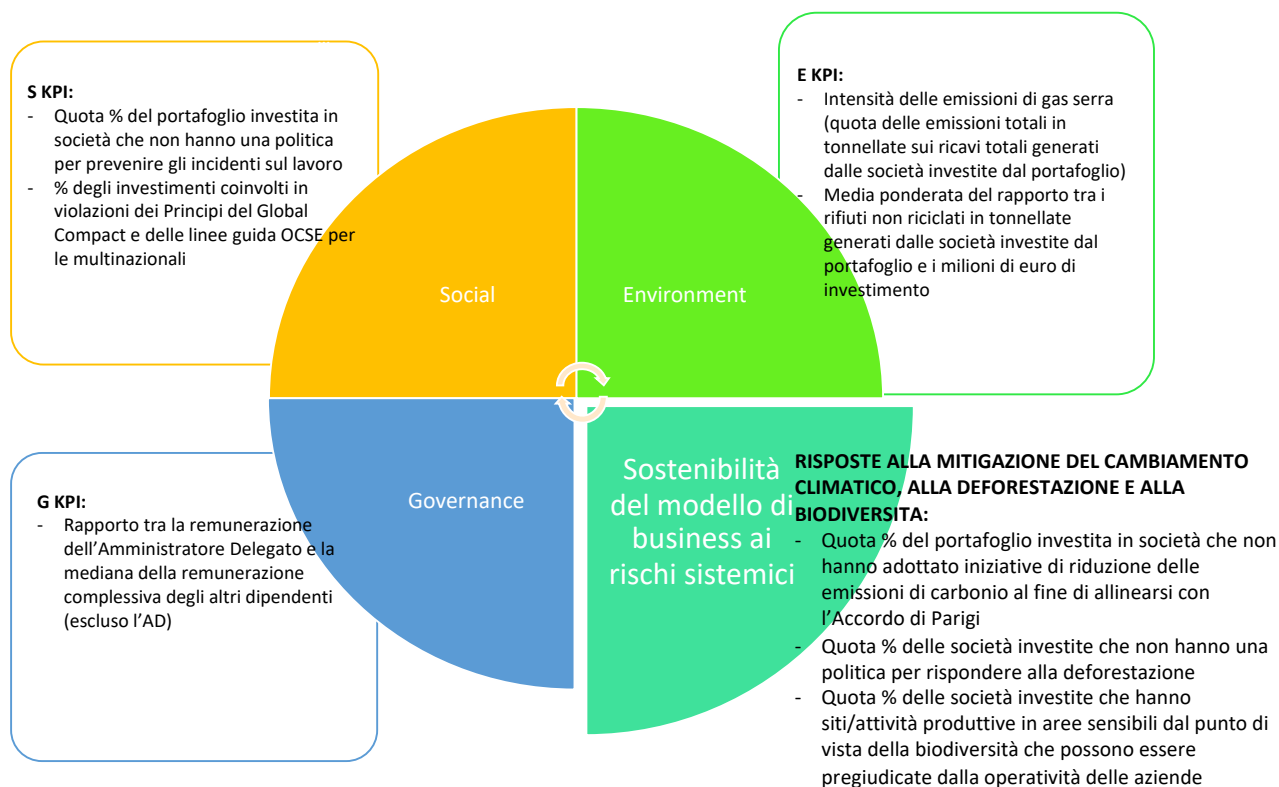 S KPI:
- Quota % del portafoglio investita in
società che non hanno una politica
per prevenire gli incidenti sul lavoro
- % degli investimenti coinvolti in
violazioni dei Principi del Global
Compact e delle linee guida OCSE per
le multinazionali
E KPI:
- Intensità delle emissioni di gas serra
(quota delle emissioni totali in
tonnellate sui ricavi totali generati
dalle società investite dal portafoglio)
- Media ponderata del rapporto tra i
rifiuti non riciclati in tonnellate
generati dalle società investite dal
portafoglio e i milioni di euro di
investimento
Social
Environment
Governance
Sostenibilità
del modello di
business ai
rischi sistemici
G KPI:
- Rapporto tra la remunerazione
dell'Amministratore Delegato e la
mediana della remunerazione
complessiva degli altri dipendenti
(escluso l'AD)
RISPOSTE ALLA MITIGAZIONE DEL CAMBIAMENTO
CLIMATICO, ALLA DEFORESTAZIONE E ALLA
BIODIVERSITA:
- Quota % del portafoglio investita in società che non
hanno adottato iniziative di riduzione delle
emissioni di carbonio al fine di allinearsi con
l'Accordo di Parigi
- Quota % delle società investite che non hanno una
politica per rispondere alla deforestazione
- Quota % delle società investite che hanno
siti/attività produttive in aree sensibili dal punto di
vista della biodiversità che possono essere
pregiudicate dalla operatività delle aziende